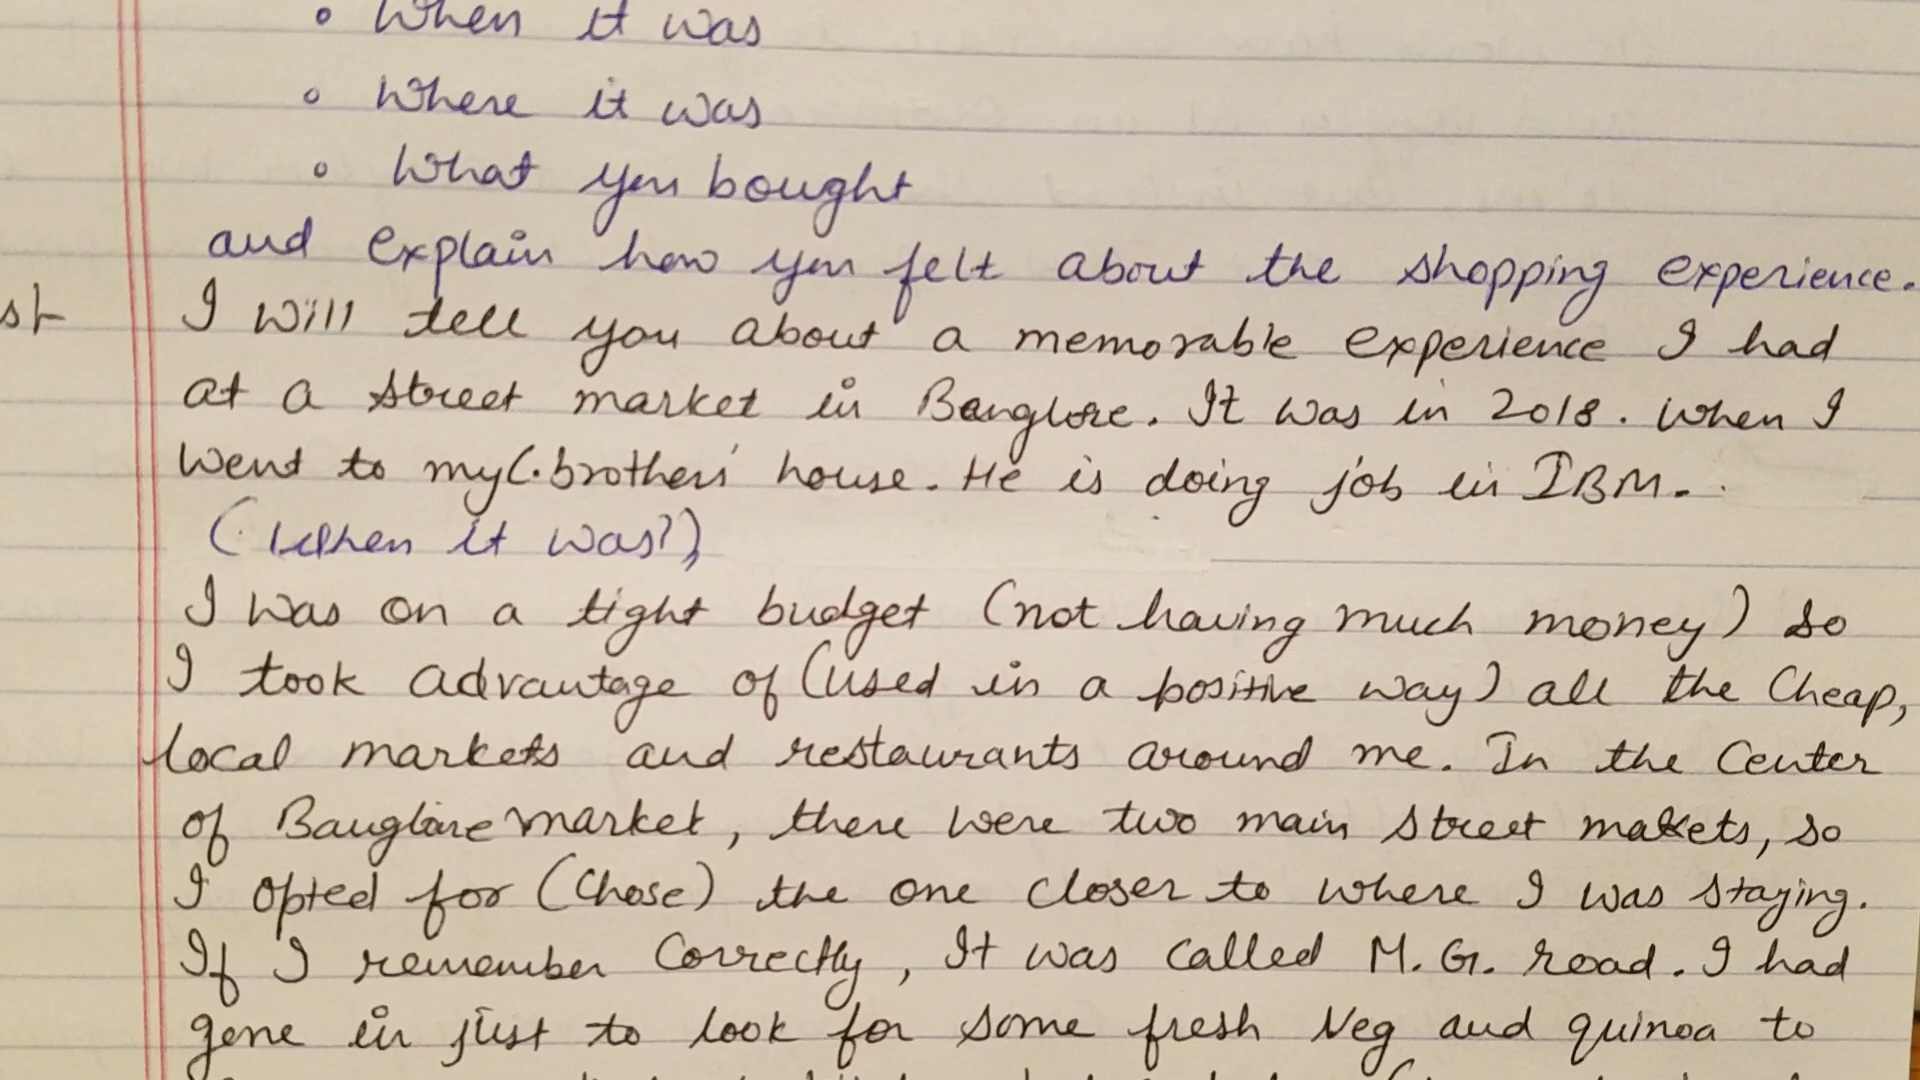 • When it was
• Where it was
• What you bought
and explain how you felt about the shopping experience.
st I will tell you about a memorable experience I had
at a street market in Banglore. It was in 2018. When I
went to my brothers' house. He is doing job in IBM.
(When it was?)
I was on a tight budget (not having much money) so
I took advantage of (used in a positive way) all the Cheap,
local markets and restaurants around me. In the Center
of Banglore market, there were two main street makets, so
I opted for (Chose) the one closer to where I was staying.
If I remember Correctly, It was called M.G. road. I had
gone in just to look for some fresh Veg and quinoa to